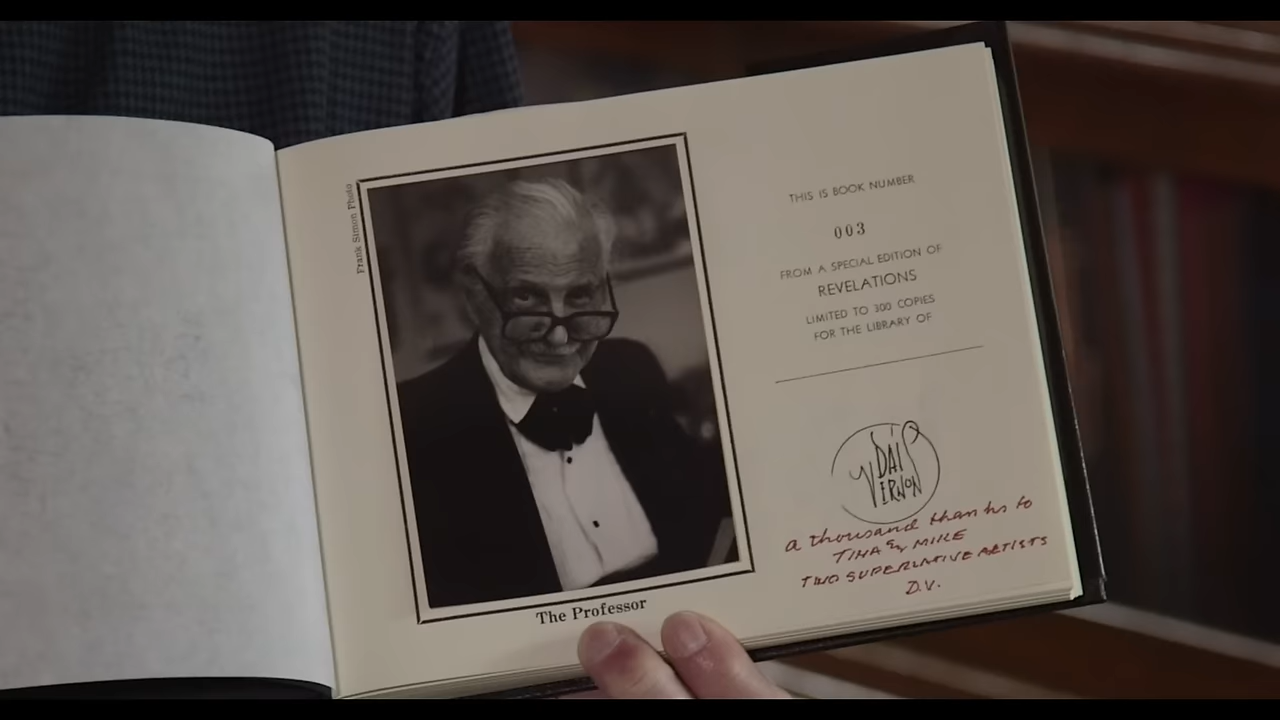 Frank Simon Photo
The Professor
THIS IS BOOK NUMBER
003
FROM A SPECIAL EDITION OF
REVELATIONS
LIMITED TO 300 COPIES
FOR THE LIBRARY OF
DAI
VERNON
a thousand thanks to
TINA & MIKE
TWO SUPERLATIVE ARTISTS
D.V.